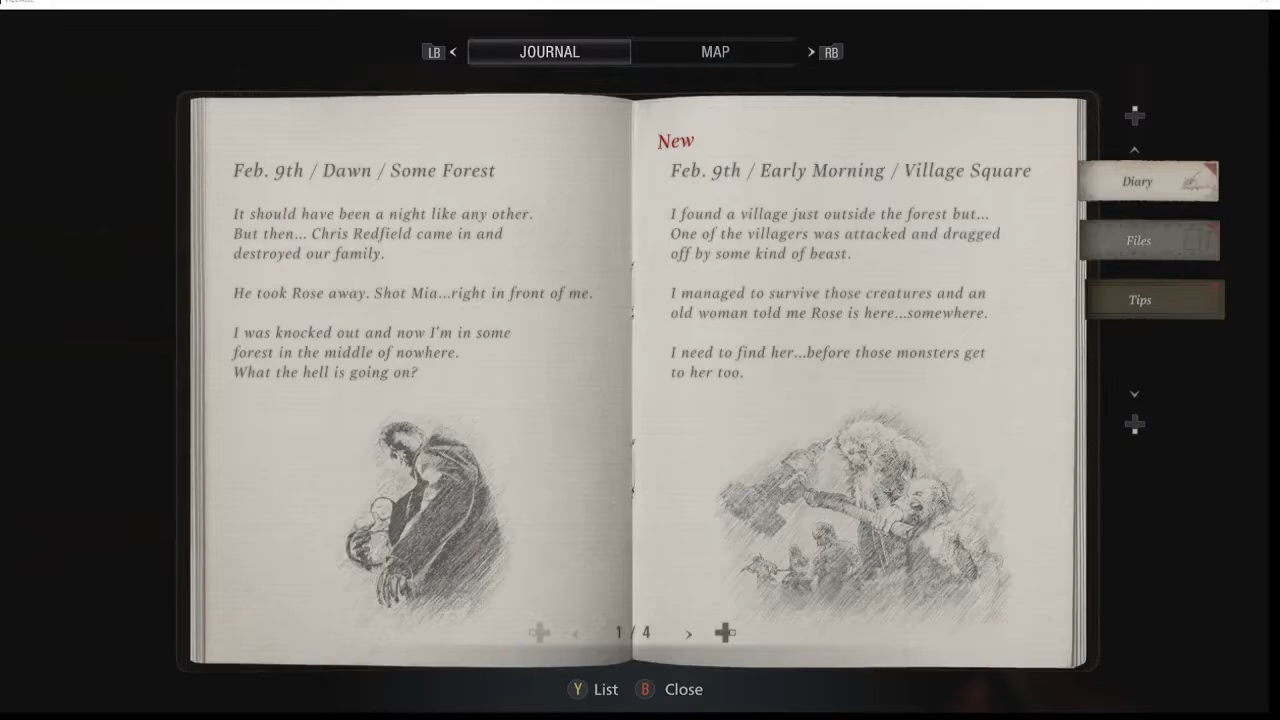 VILLAGE
LB
JOURNAL
MAP
RB
Feb. 9th / Dawn / Some Forest
It should have been a night like any other.
But then... Chris Redfield came in and
destroyed our family.
He took Rose away. Shot Mia...right in front of me.
I was knocked out and now I'm in some
forest in the middle of nowhere.
What the hell is going on?
New
Feb. 9th / Early Morning / Village Square
I found a village just outside the forest but...
One of the villagers was attacked and dragged
off by some kind of beast.
I managed to survive those creatures and an
old woman told me Rose is here...somewhere.
I need to find her...before those monsters get
to her too.
Diary
Files
Tips
1 / 4
Y List B Close